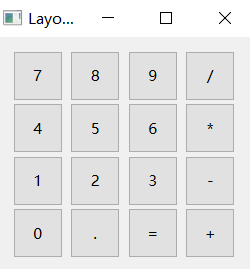 Layo...
7 8 9 /
4 5 6 *
1 2 3 -
0 . = +